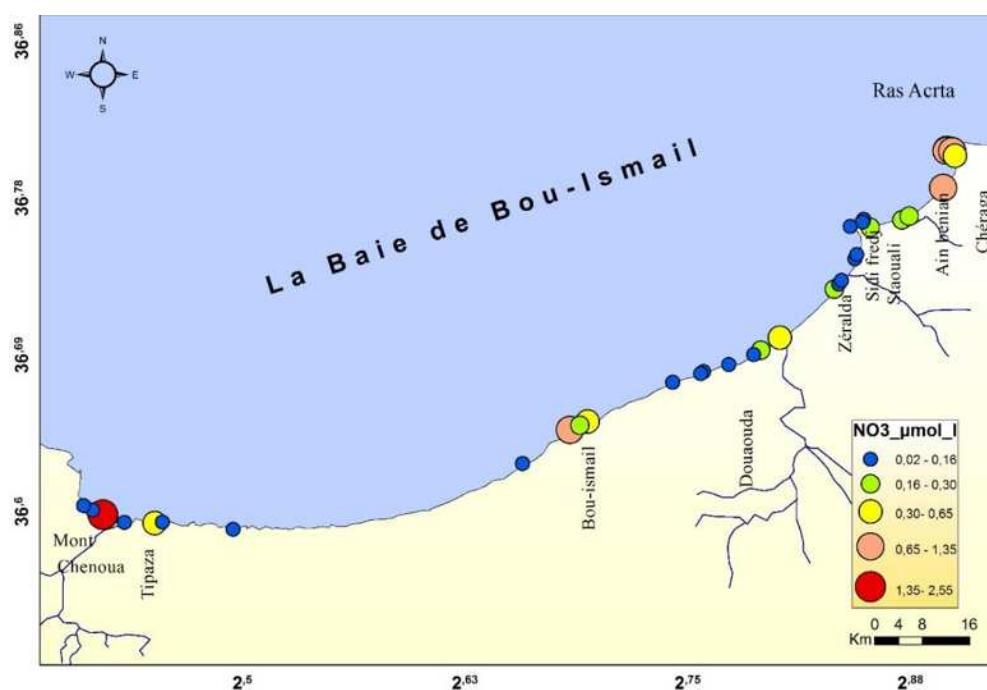 36,86
36,78
36,69
36,6
N
W
E
S
Ras Acrta
La Baie de Bou-Ismail
Chéraga
Ain benian
Staouali
Sidi fredj
Zéralda
Douaouda
Bou-ismail
Mont
Chenoua
Tipaza
NO3_µmol_l
0,02 - 0,16
0,16 - 0,30
0,30- 0,65
0,65 - 1,35
1,35- 2,55
0 4 8 16
Km
2,5
2,63
2,75
2,88